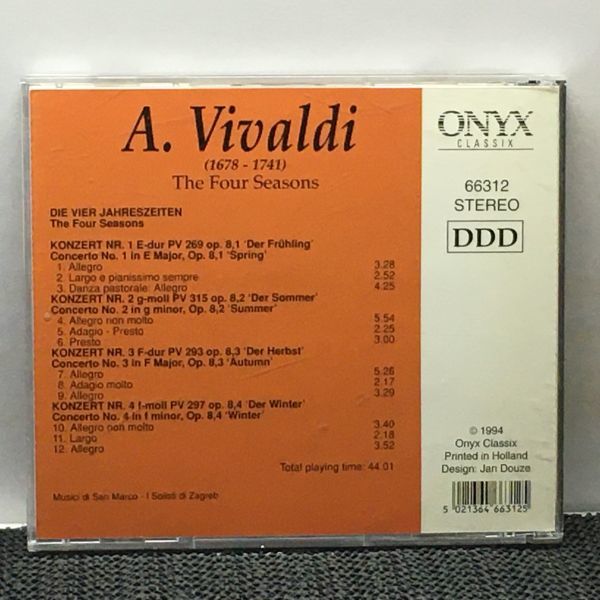 A. Vivaldi
(1678 - 1741)
The Four Seasons
DIE VIER JAHRESZEITEN
The Four Seasons
KONZERT NR. 1 E-dur PV 269 op. 8,1 'Der Frühling'
Concerto No. 1 in E Major, Op. 8,1 'Spring'
1. Allegro 3.28
2. Largo e pianissimo sempre 2.52
3. Danza pastorale: Allegro 4.25
KONZERT NR. 2 g-moll PV 315 op. 8,2 'Der Sommer'
Concerto No. 2 in g minor, Op. 8,2 'Summer'
4. Allegro non molto 5.54
5. Adagio - Presto 2.25
6. Presto 3.00
KONZERT NR. 3 F-dur PV 293 op. 8,3 'Der Herbst'
Concerto No. 3 in F Major, Op. 8,3 'Autumn'
7. Allegro 5.26
8. Adagio molto 2.17
9. Allegro 3.29
KONZERT NR. 4 f-moll PV 297 op. 8,4 'Der Winter'
Concerto No. 4 in f minor, Op. 8,4 'Winter'
10. Allegro non molto 3.40
11. Largo 2.18
12. Allegro 3.52
Total playing time: 44.01
Musici di San Marco - I Solisti di Zagreb
ONYX
CLASSIX
66312
STEREO
DDD
© 1994
Onyx Classix
Printed in Holland
Design: Jan Douze
5 021364 663125